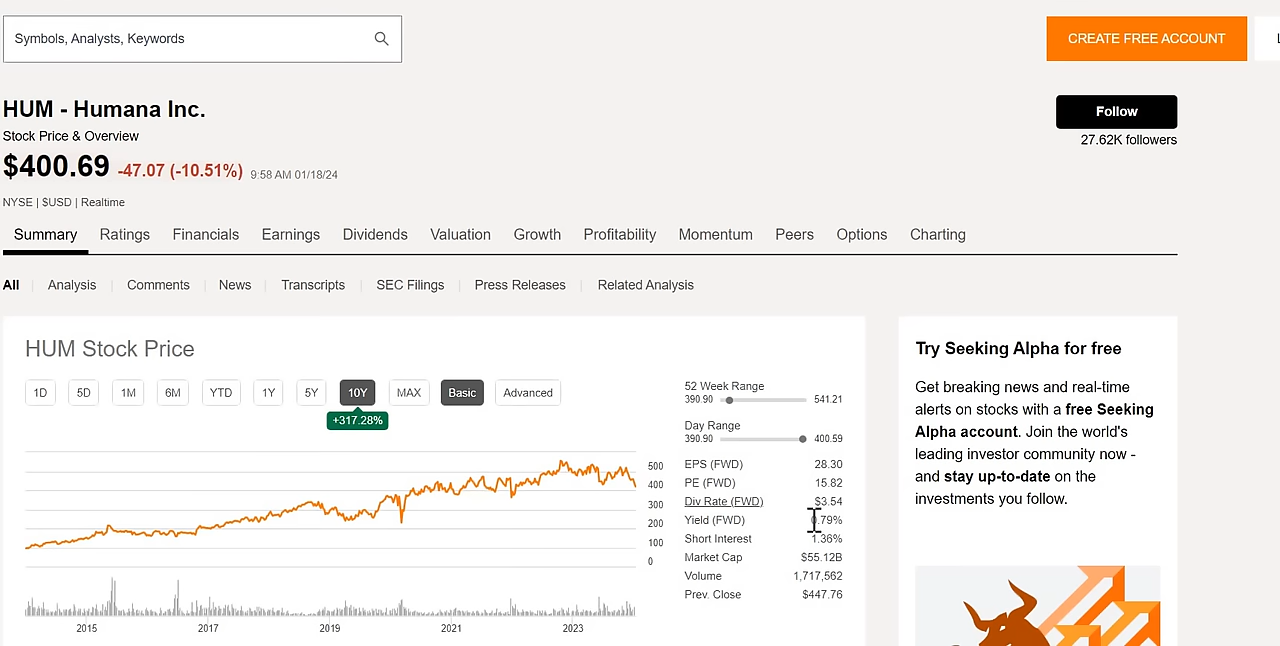 Symbols, Analysts, Keywords
CREATE FREE ACCOUNT
HUM - Humana Inc.
Follow
Stock Price & Overview
27.62K followers
$400.69 -47.07 (-10.51%) 9:58 AM 01/18/24
NYSE | $USD | Realtime
Summary Ratings Financials Earnings Dividends Valuation Growth Profitability Momentum Peers Options Charting
All Analysis Comments News Transcripts SEC Filings Press Releases Related Analysis
HUM Stock Price
1D 5D 1M 6M YTD 1Y 5Y 10Y MAX Basic Advanced
+317.28%
500
400
300
200
100
0
2015 2017 2019 2021 2023
52 Week Range
390.90 541.21
Day Range
390.90 400.59
EPS (FWD) 28.30
PE (FWD) 15.82
Div Rate (FWD) $3.54
Yield (FWD) 0.79%
Short Interest 1.36%
Market Cap $55.12B
Volume 1,717,562
Prev. Close $447.76
Try Seeking Alpha for free
Get breaking news and real-time
alerts on stocks with a free Seeking
Alpha account. Join the world's
leading investor community now -
and stay up-to-date on the
investments you follow.